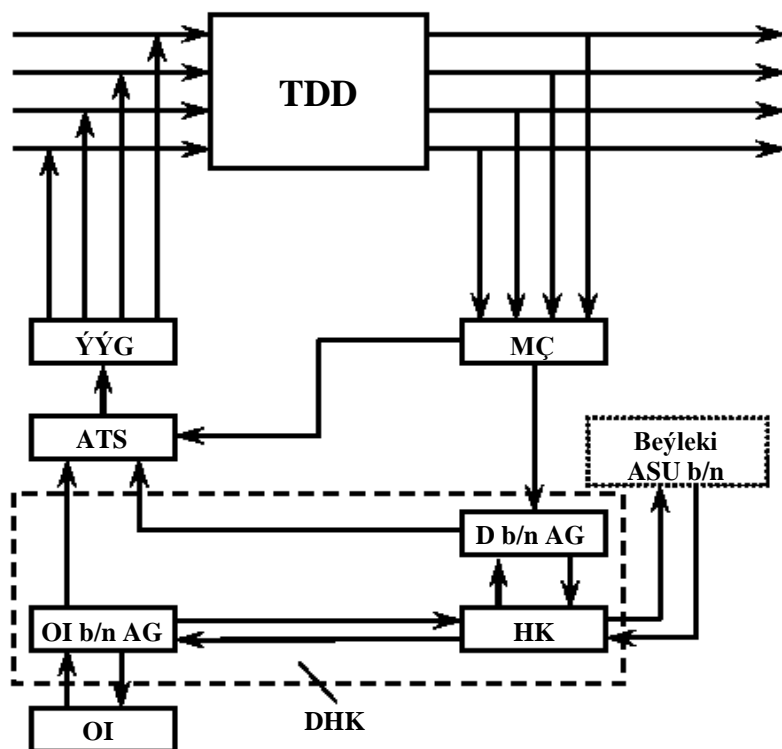 TDD
ÝÝG
MÇ
ATS
Beýleki
ASU b/n
D b/n AG
OI b/n AG
HK
DHK
OI